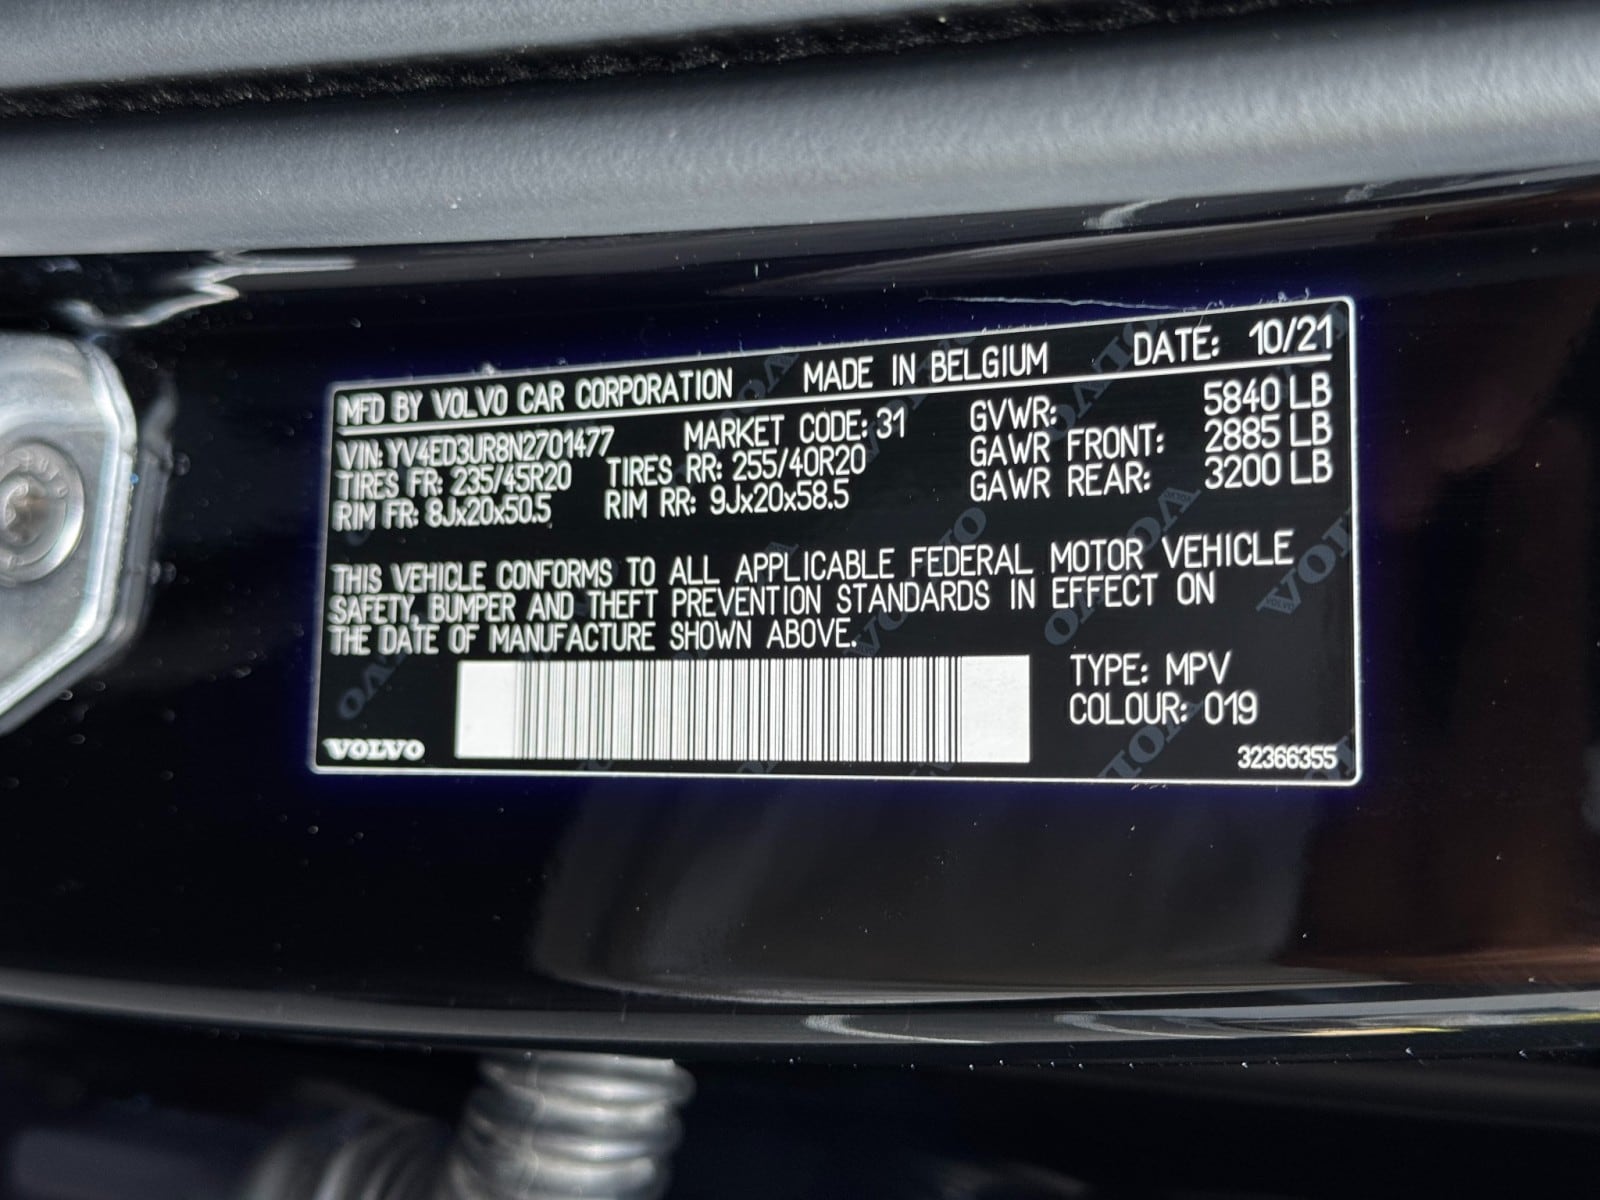 MFD BY VOLVO CAR CORPORATION MADE IN BELGIUM DATE: 10/21
VIN: YV4ED3UR8N2701477 MARKET CODE: 31 GVWR: 5840 LB
TIRES FR: 235/45R20 TIRES RR: 255/40R20 GAWR FRONT: 2885 LB
RIM FR: 8Jx20x50.5 RIM RR: 9Jx20x58.5 GAWR REAR: 3200 LB
THIS VEHICLE CONFORMS TO ALL APPLICABLE FEDERAL MOTOR VEHICLE
SAFETY, BUMPER AND THEFT PREVENTION STANDARDS IN EFFECT ON
THE DATE OF MANUFACTURE SHOWN ABOVE.
TYPE: MPV
COLOUR: 019
VOLVO
32366355